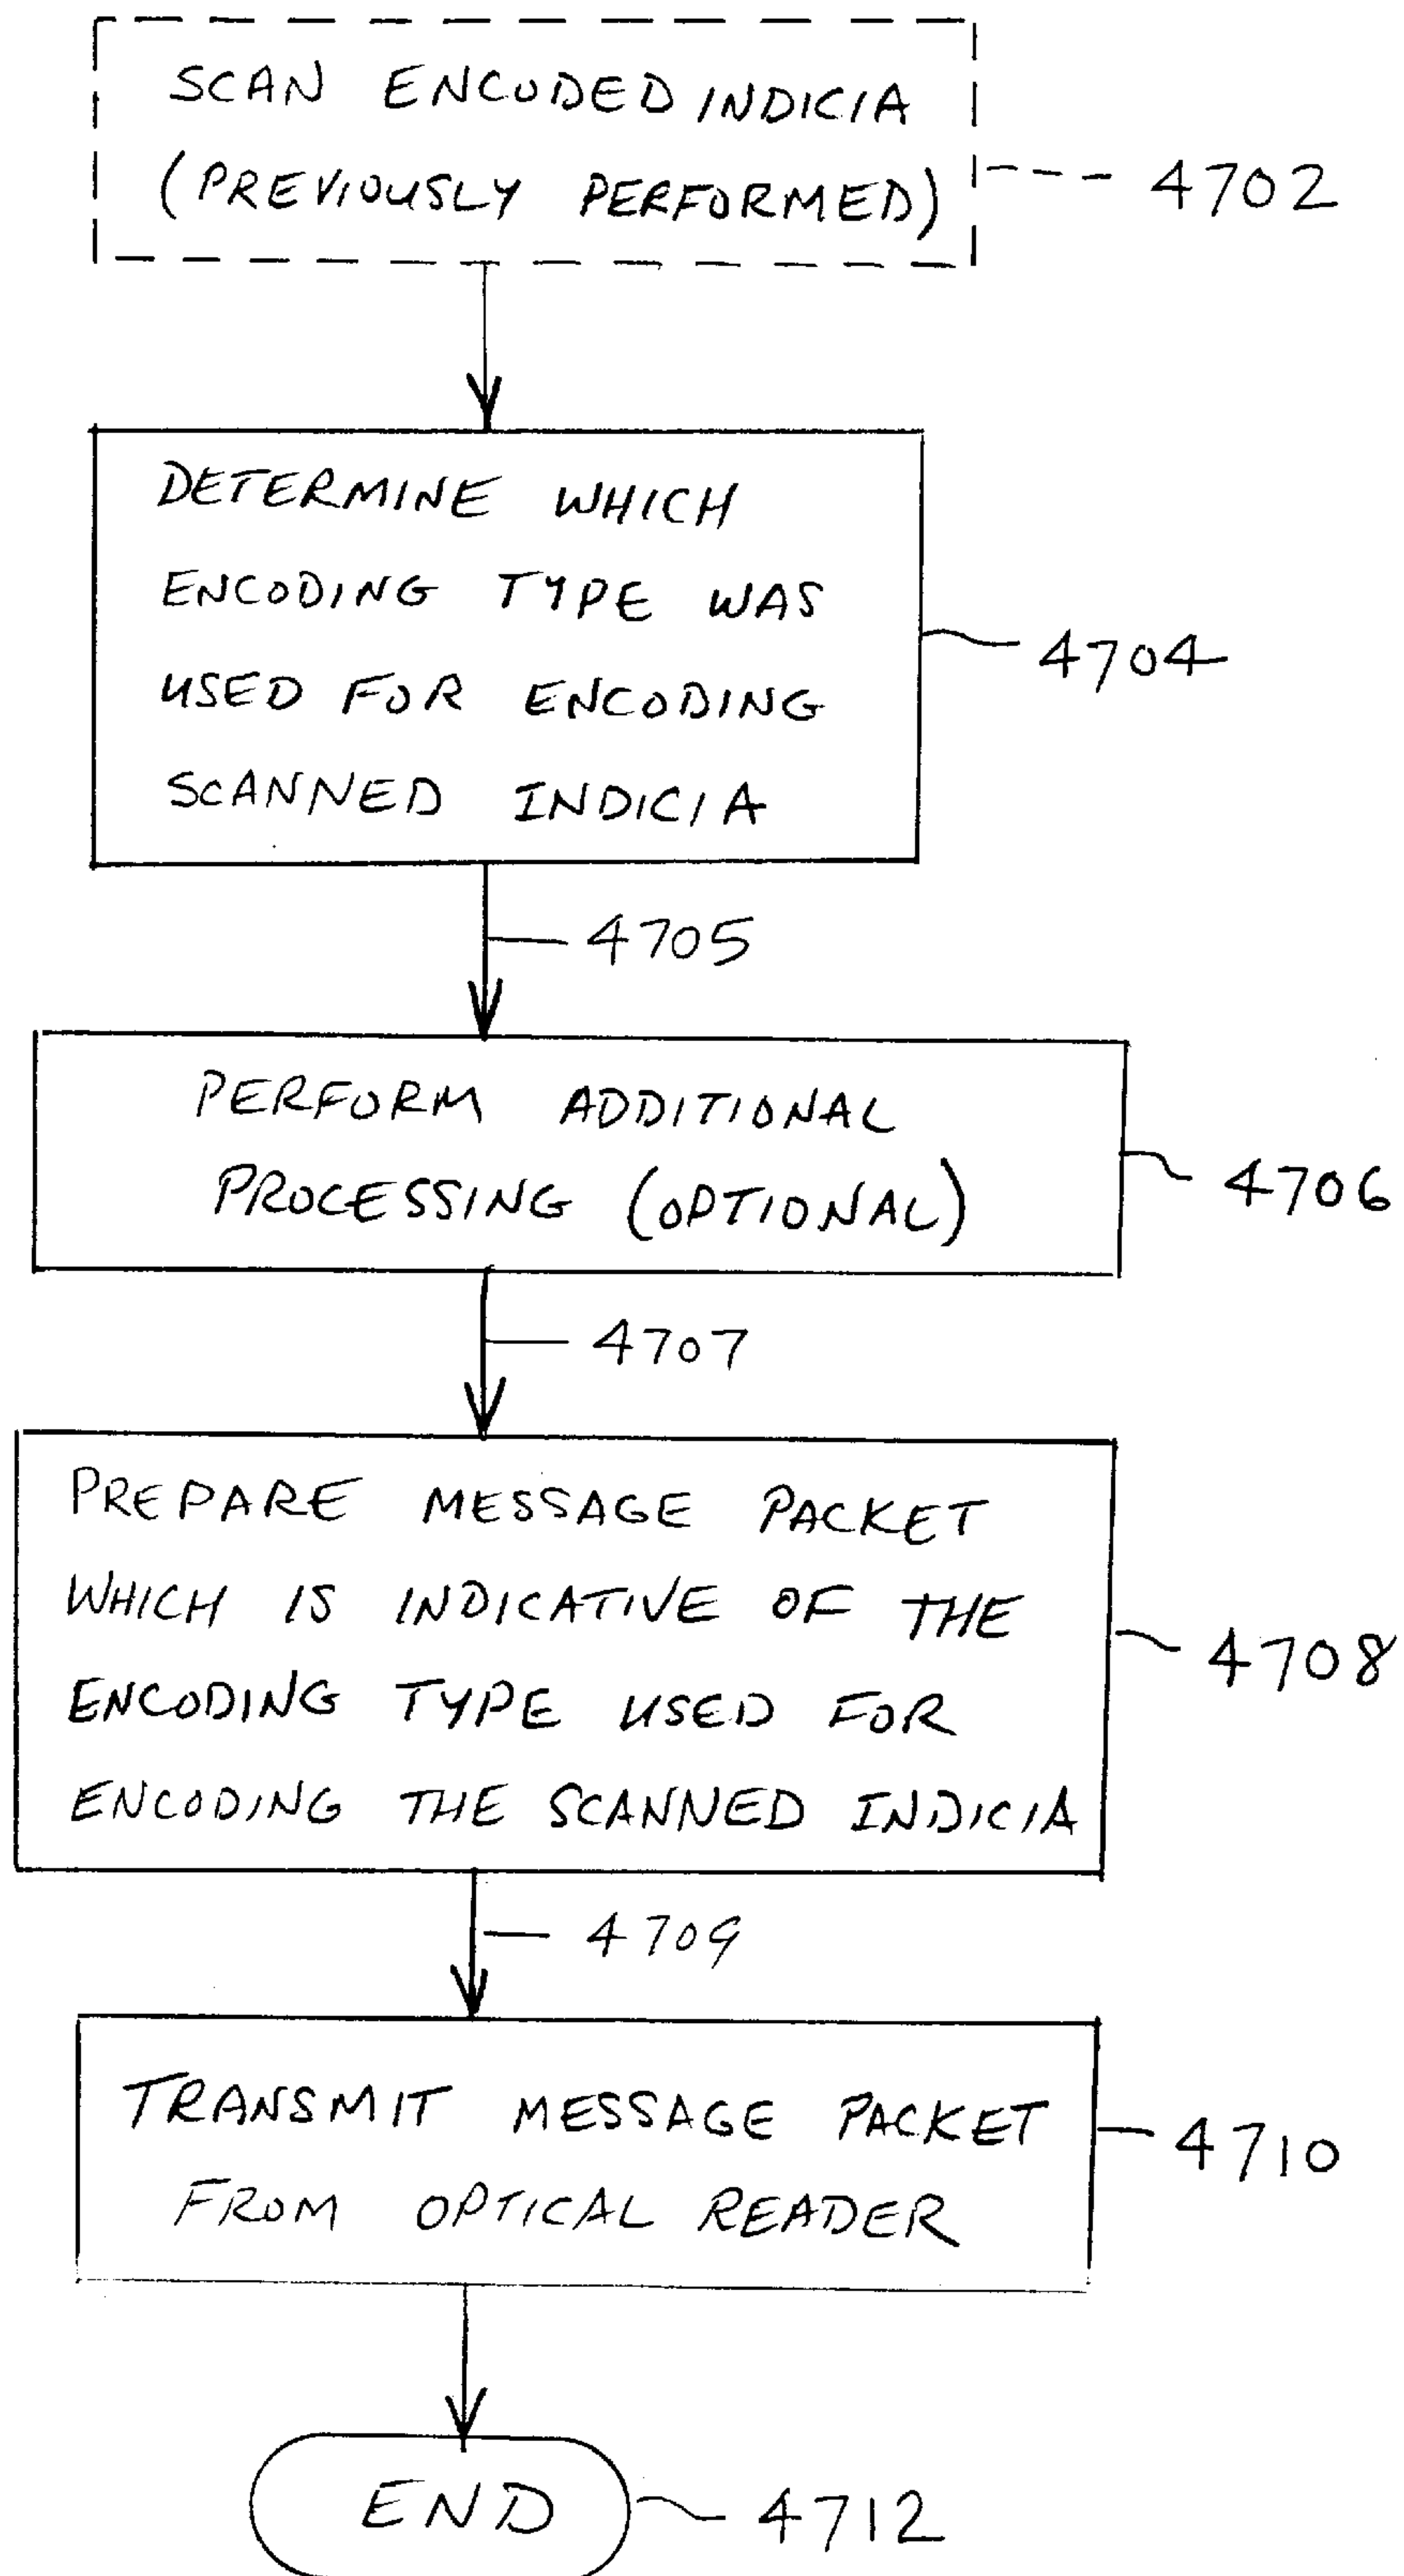 SCAN ENCODED INDICIA
(PREVIOUSLY PERFORMED)
4702
DETERMINE WHICH
ENCODING TYPE WAS
USED FOR ENCODING
SCANNED INDICIA
4704
4705
PERFORM ADDITIONAL
PROCESSING (OPTIONAL)
4706
4707
PREPARE MESSAGE PACKET
WHICH IS INDICATIVE OF THE
ENCODING TYPE USED FOR
ENCODING THE SCANNED INDICIA
4708
4709
TRANSMIT MESSAGE PACKET
FROM OPTICAL READER
4710
END
4712